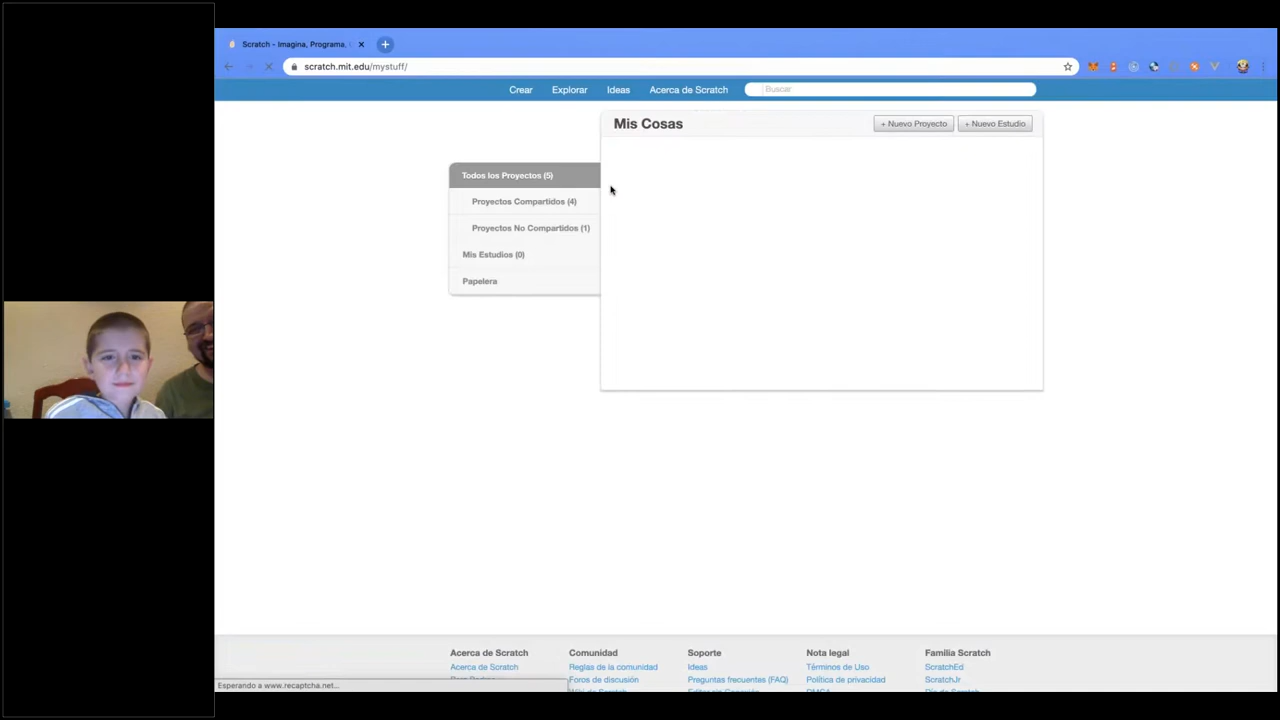 Scratch - Imagina, Programa,
scratch.mit.edu/mystuff/
Crear Explorar Ideas Acerca de Scratch Buscar
Mis Cosas + Nuevo Proyecto + Nuevo Estudio
Todos los Proyectos (5)
Proyectos Compartidos (4)
Proyectos No Compartidos (1)
Mis Estudios (0)
Papelera
Acerca de Scratch Comunidad Soporte Nota legal Familia Scratch
Acerca de Scratch Reglas de la comunidad Ideas Términos de Uso ScratchEd
Foros de discusión Preguntas frecuentes (FAQ) Política de privacidad ScratchJr
Esperando a www.recaptcha.net...